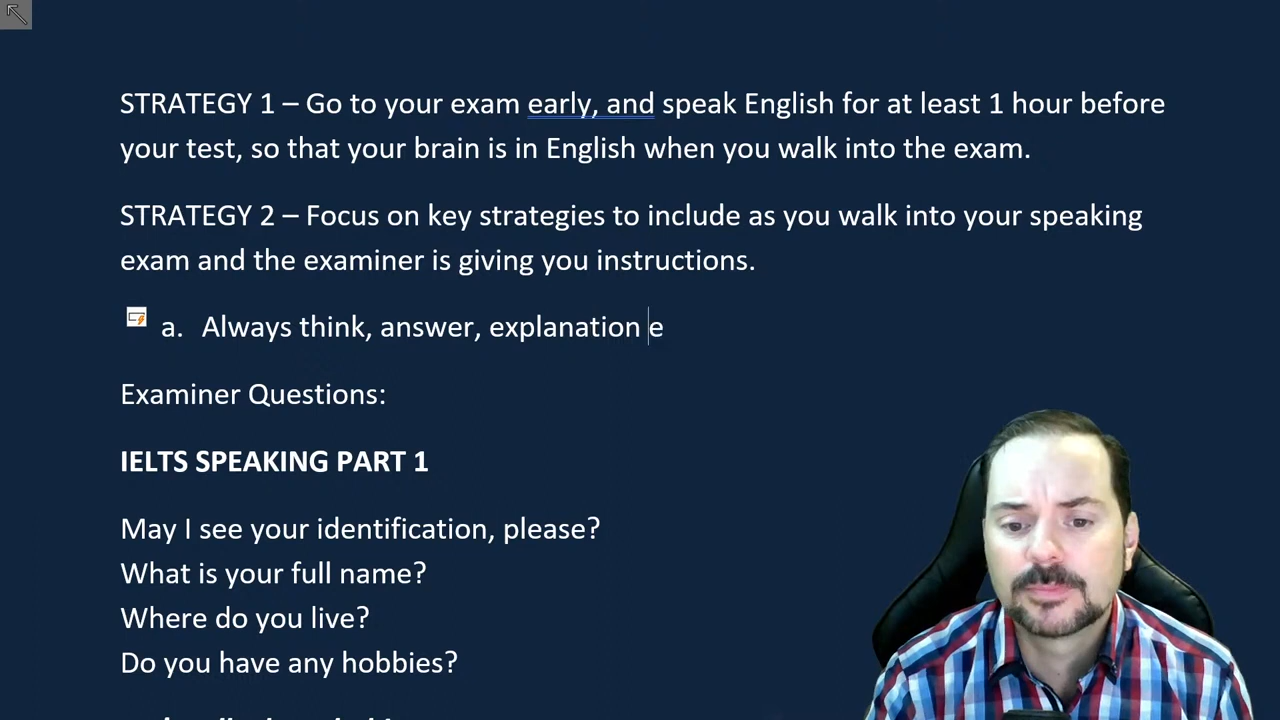 STRATEGY 1 – Go to your exam early, and speak English for at least 1 hour before
your test, so that your brain is in English when you walk into the exam.
STRATEGY 2 – Focus on key strategies to include as you walk into your speaking
exam and the examiner is giving you instructions.
a. Always think, answer, explanation e
Examiner Questions:
IELTS SPEAKING PART 1
May I see your identification, please?
What is your full name?
Where do you live?
Do you have any hobbies?